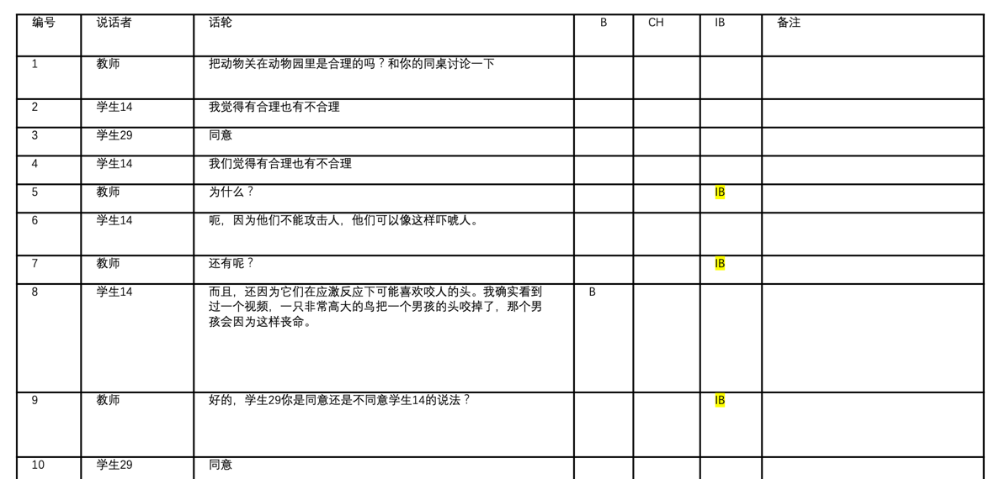 编号 说话者 话轮 B CH IB 备注
1 教师 把动物关在动物园里是合理的吗？和你的同桌讨论一下
2 学生14 我觉得有合理也有不合理
3 学生29 同意
4 学生14 我们觉得有合理也有不合理
5 教师 为什么？ IB
6 学生14 呃，因为他们不能攻击人，他们可以像这样吓唬人。
7 教师 还有呢？ IB
8 学生14 而且，还因为它们在应激反应下可能喜欢咬人的头。我确实看到 B
过一个视频，一只非常高大的鸟把一个男孩的头咬掉了，那个男
孩会因为这样丧命。
9 教师 好的，学生29你是同意还是不同意学生14的说法？ IB
10 学生29 同意